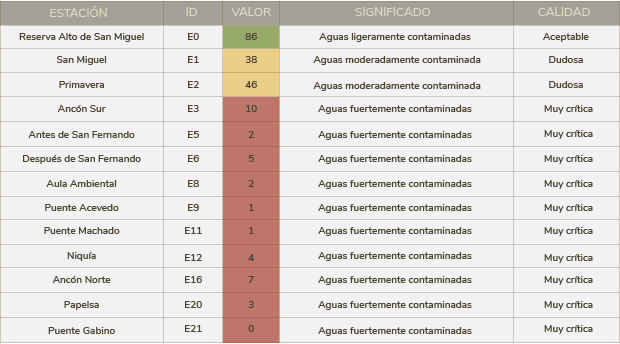 ESTACIÓN ID VALOR SIGNIFICADO CALIDAD
Reserva Alto de San Miguel E0 86 Aguas ligeramente contaminadas Aceptable
San Miguel E1 38 Aguas moderadamente contaminada Dudosa
Primavera E2 46 Aguas moderadamente contaminada Dudosa
Ancón Sur E3 10 Aguas fuertemente contaminadas Muy crítica
Antes de San Fernando E5 2 Aguas fuertemente contaminadas Muy crítica
Después de San Fernando E6 5 Aguas fuertemente contaminadas Muy crítica
Aula Ambiental E8 2 Aguas fuertemente contaminadas Muy crítica
Puente Acevedo E9 1 Aguas fuertemente contaminadas Muy crítica
Puente Machado E11 1 Aguas fuertemente contaminadas Muy crítica
Niquía E12 4 Aguas fuertemente contaminadas Muy crítica
Ancón Norte E16 7 Aguas fuertemente contaminadas Muy crítica
Papelsa E20 3 Aguas fuertemente contaminadas Muy crítica
Puente Gabino E21 0 Aguas fuertemente contaminadas Muy crítica